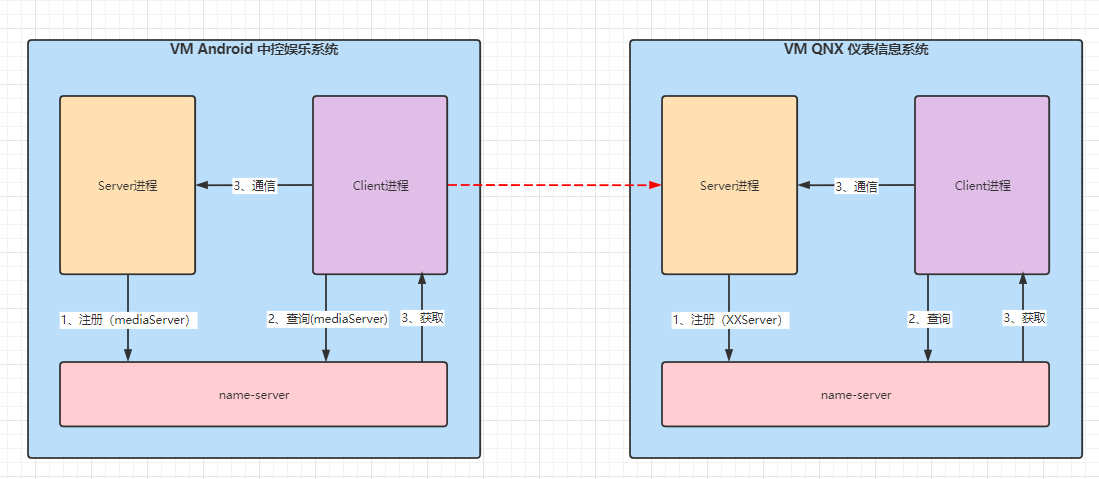 VM Android 中控娱乐系统
Server进程
3、通信
Client进程
1、注册（mediaServer）
2、查询(mediaServer)
3、获取
name-server
VM QNX 仪表信息系统
Server进程
3、通信
Client进程
1、注册（XXServer）
2、查询
3、获取
name-server